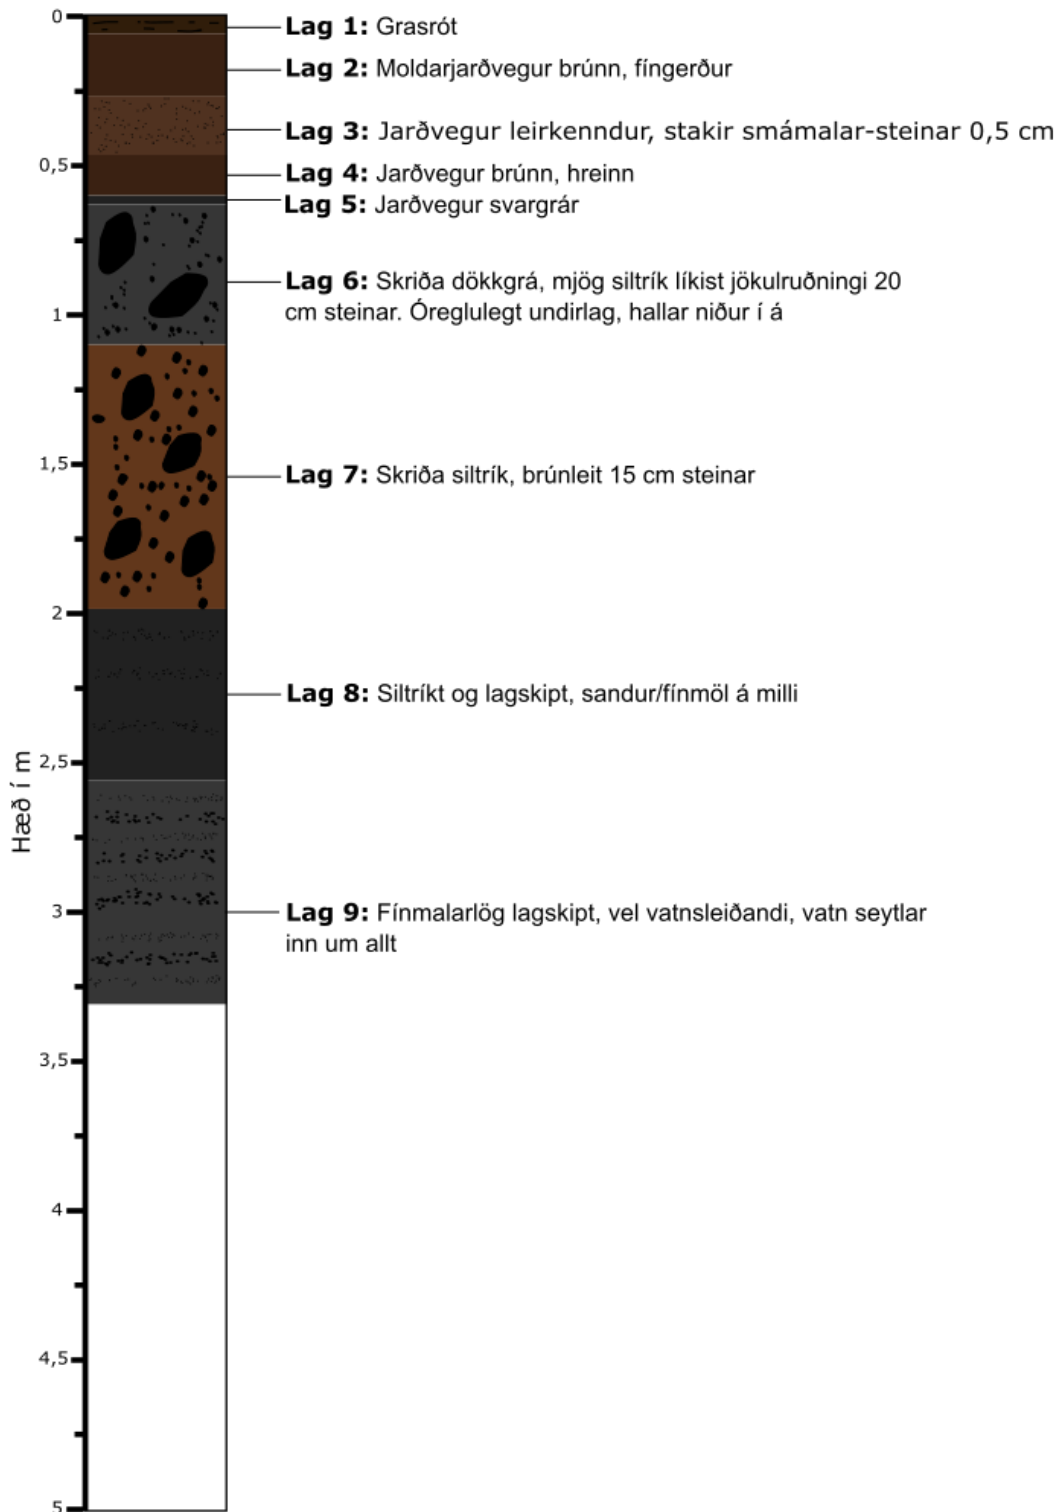 0
Lag 1: Grasrót
Lag 2: Moldarjarðvegur brúnn, fíngerður
Lag 3: Jarðvegur leirkenndur, stakir smámalar-steinar 0,5 cm
0,5
Lag 4: Jarðvegur brúnn, hreinn
Lag 5: Jarðvegur svargrár
Lag 6: Skriða dökkgrá, mjög siltrík líkist jökulruðningi 20
cm steinar. Óreglulegt undirlag, hallar niður í á
1
1,5
Lag 7: Skriða siltrík, brúnleit 15 cm steinar
2
Lag 8: Siltríkt og lagskipt, sandur/fínmöl á milli
2,5
Hæð í m
3
Lag 9: Fínmalarlög lagskipt, vel vatnsleiðandi, vatn seytlar
inn um allt
3,5
4
4,5
5